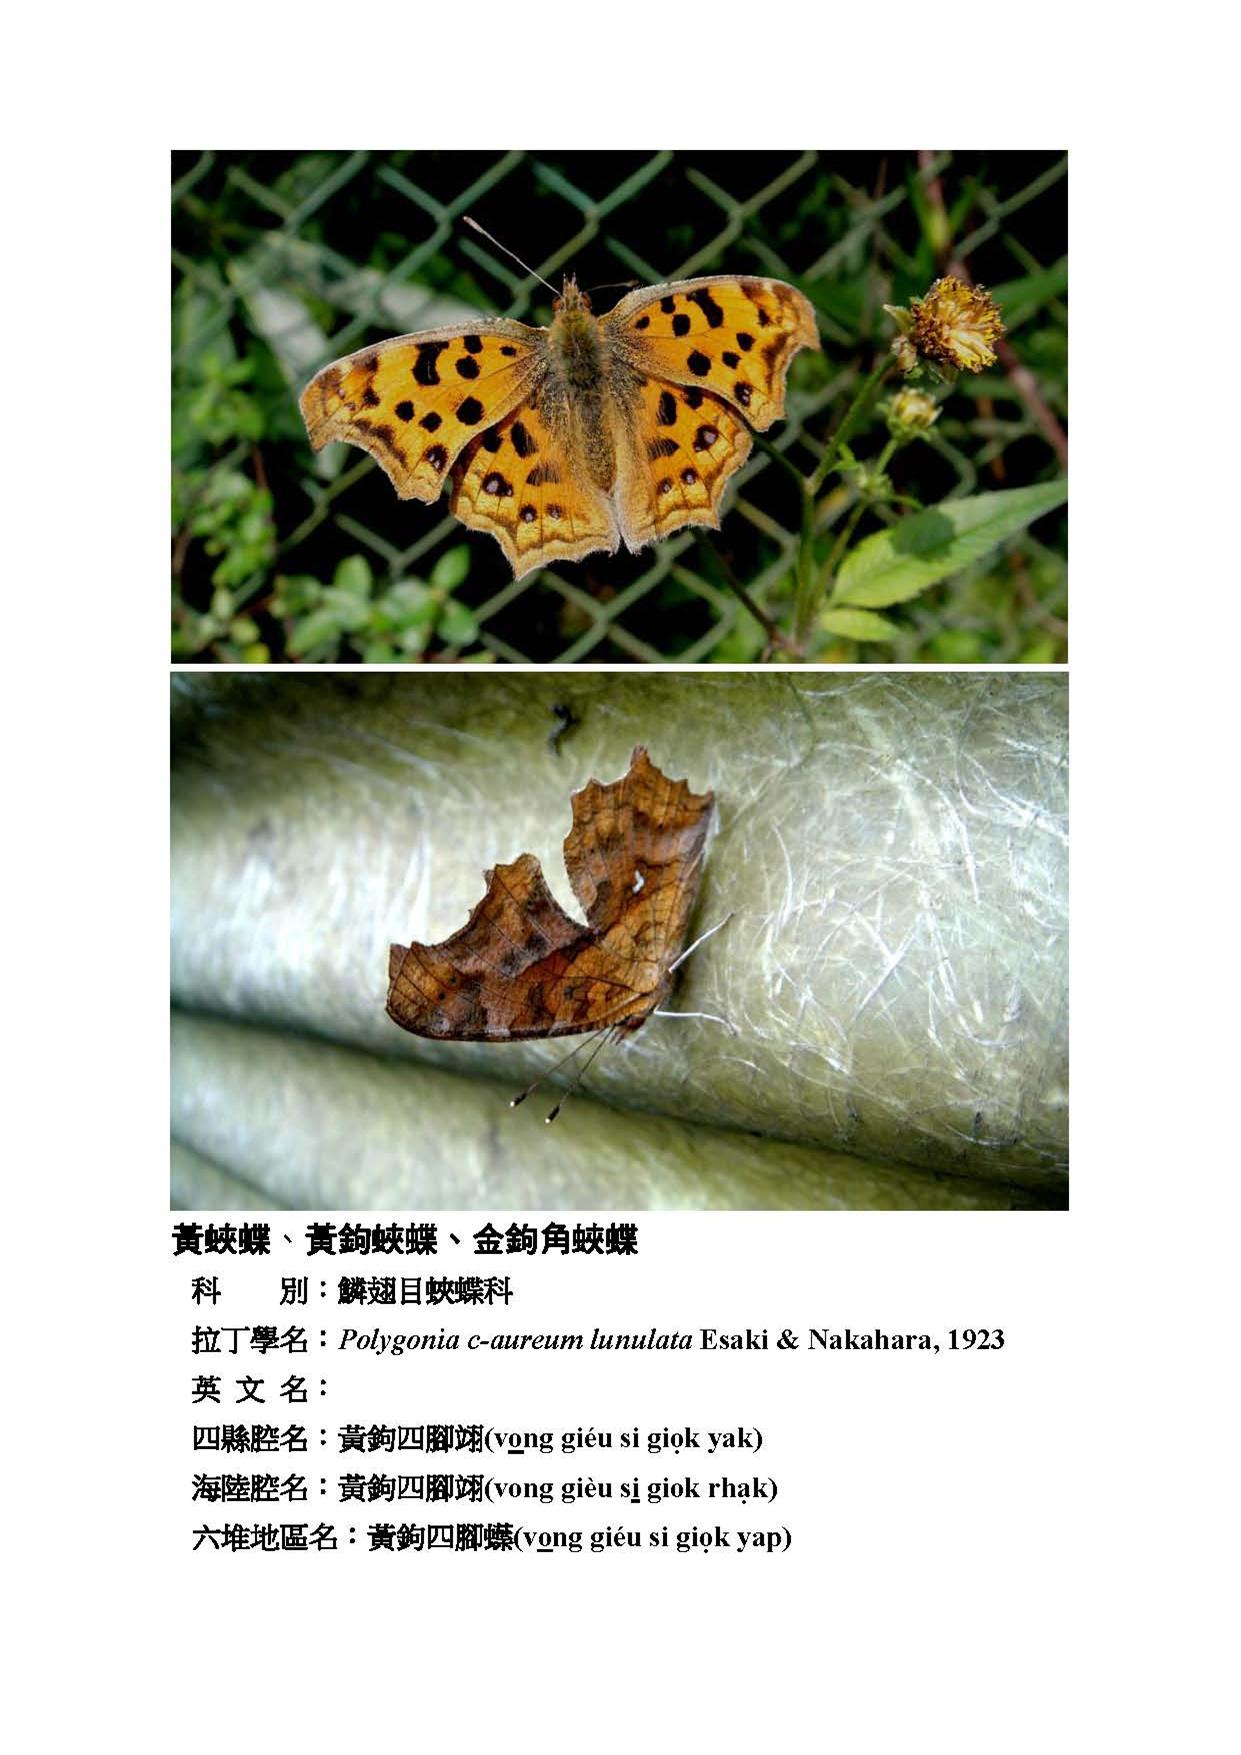 黃蛺蝶、黃鉤蛺蝶、金鉤角蛺蝶
科　　別：鱗翅目蛺蝶科
拉丁學名：Polygonia c-aureum lunulata Esaki & Nakahara, 1923
英 文 名：
四縣腔名：黃鉤四腳翊(vo̲ng giéu si giọk yak)
海陸腔名：黃鉤四腳翊(vong gièu si̲ giok rhạk)
六堆地區名：黃鉤四腳蠂(vo̲ng giéu si giọk yap)